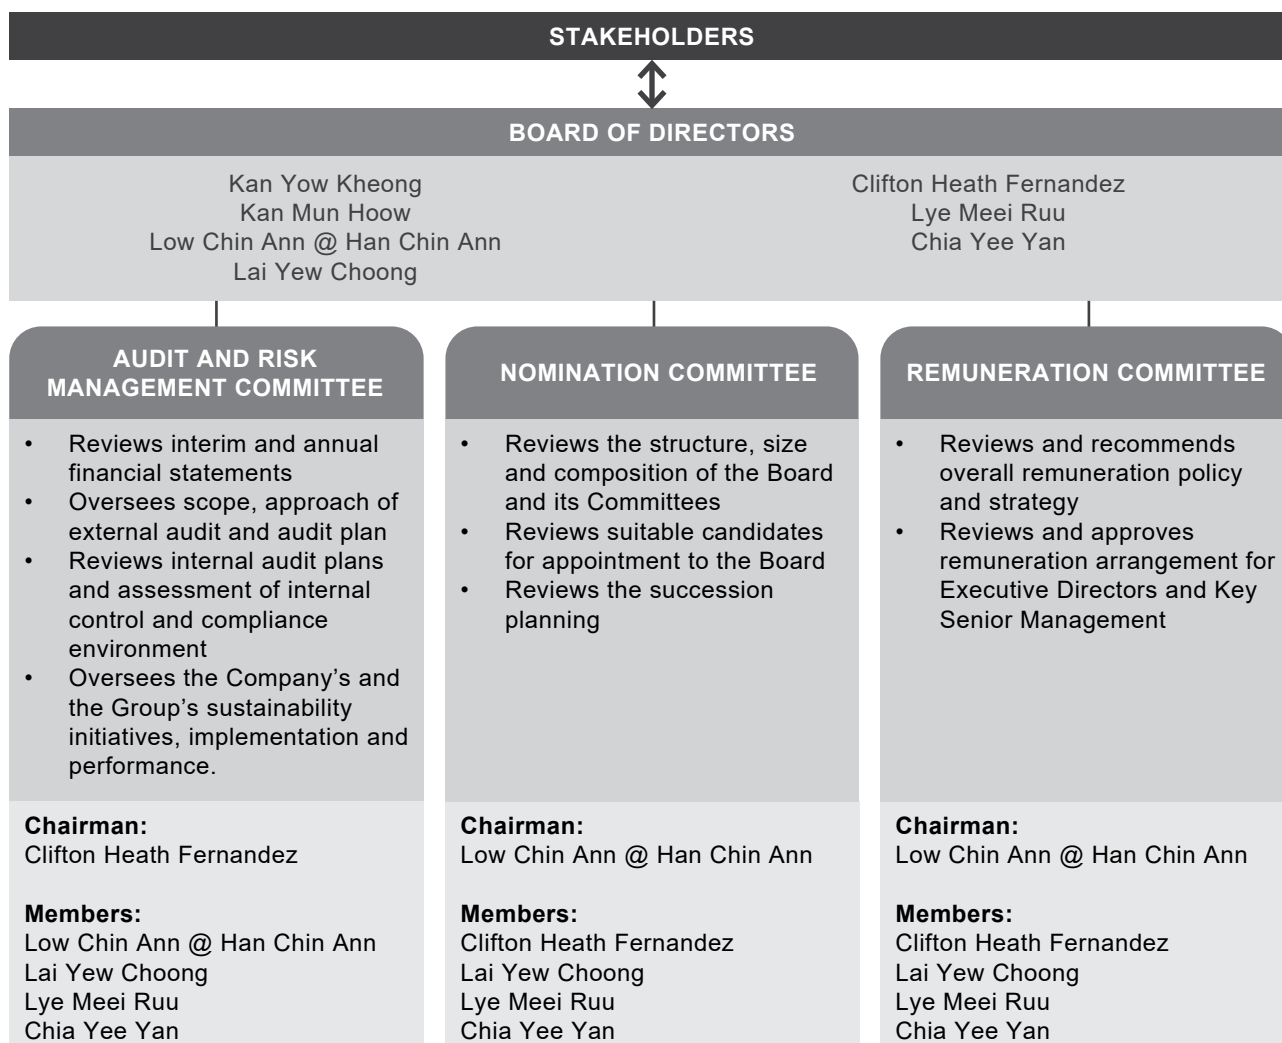 STAKEHOLDERS
BOARD OF DIRECTORS
Kan Yow Kheong
Kan Mun Hoow
Low Chin Ann @ Han Chin Ann
Lai Yew Choong
Clifton Heath Fernandez
Lye Meei Ruu
Chia Yee Yan
AUDIT AND RISK
MANAGEMENT COMMITTEE
• Reviews interim and annual
financial statements
• Oversees scope, approach of
external audit and audit plan
• Reviews internal audit plans
and assessment of internal
control and compliance
environment
• Oversees the Company’s and
the Group’s sustainability
initiatives, implementation and
performance.
Chairman:
Clifton Heath Fernandez
Members:
Low Chin Ann @ Han Chin Ann
Lai Yew Choong
Lye Meei Ruu
Chia Yee Yan
NOMINATION COMMITTEE
• Reviews the structure, size
and composition of the Board
and its Committees
• Reviews suitable candidates
for appointment to the Board
• Reviews the succession
planning
Chairman:
Low Chin Ann @ Han Chin Ann
Members:
Clifton Heath Fernandez
Lai Yew Choong
Lye Meei Ruu
Chia Yee Yan
REMUNERATION COMMITTEE
• Reviews and recommends
overall remuneration policy
and strategy
• Reviews and approves
remuneration arrangement for
Executive Directors and Key
Senior Management
Chairman:
Low Chin Ann @ Han Chin Ann
Members:
Clifton Heath Fernandez
Lai Yew Choong
Lye Meei Ruu
Chia Yee Yan